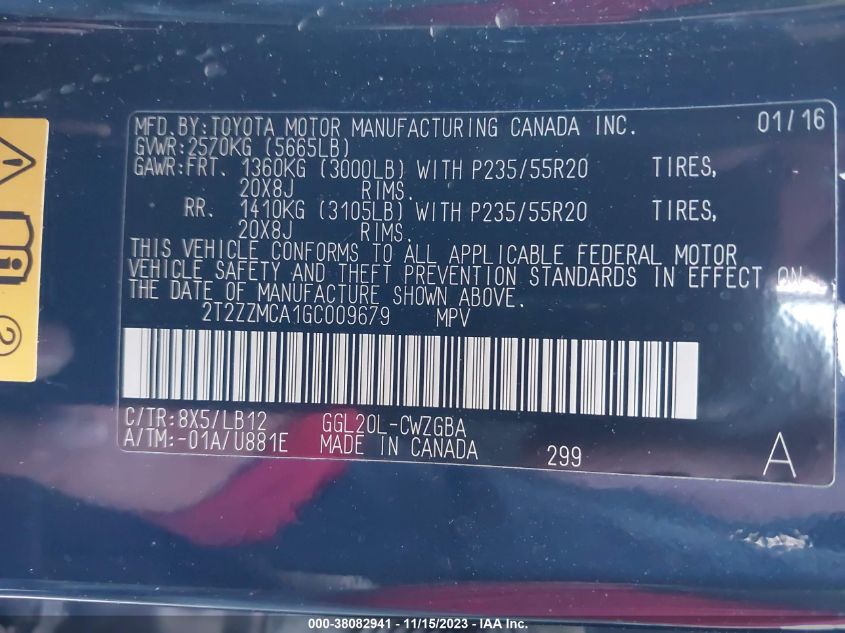 MFD.BY:TOYOTA MOTOR MANUFACTURING CANADA INC. 01/16
GVWR:2570KG (5665LB)
GAWR:FRT. 1360KG (3000LB) WITH P235/55R20 TIRES,
20X8J RIMS.
RR. 1410KG (3105LB) WITH P235/55R20 TIRES,
20X8J RIMS.
THIS VEHICLE CONFORMS TO ALL APPLICABLE FEDERAL MOTOR
VEHICLE SAFETY AND THEFT PREVENTION STANDARDS IN EFFECT ON
THE DATE OF MANUFACTURE SHOWN ABOVE.
2T2ZZMCA1GC009679 MPV
C/TR:8X5/LB12 GGL20L-CWZGBA
A/TM:-01A/U881E MADE IN CANADA 299 A
2
000-38082941 - 11/15/2023 - IAA Inc.